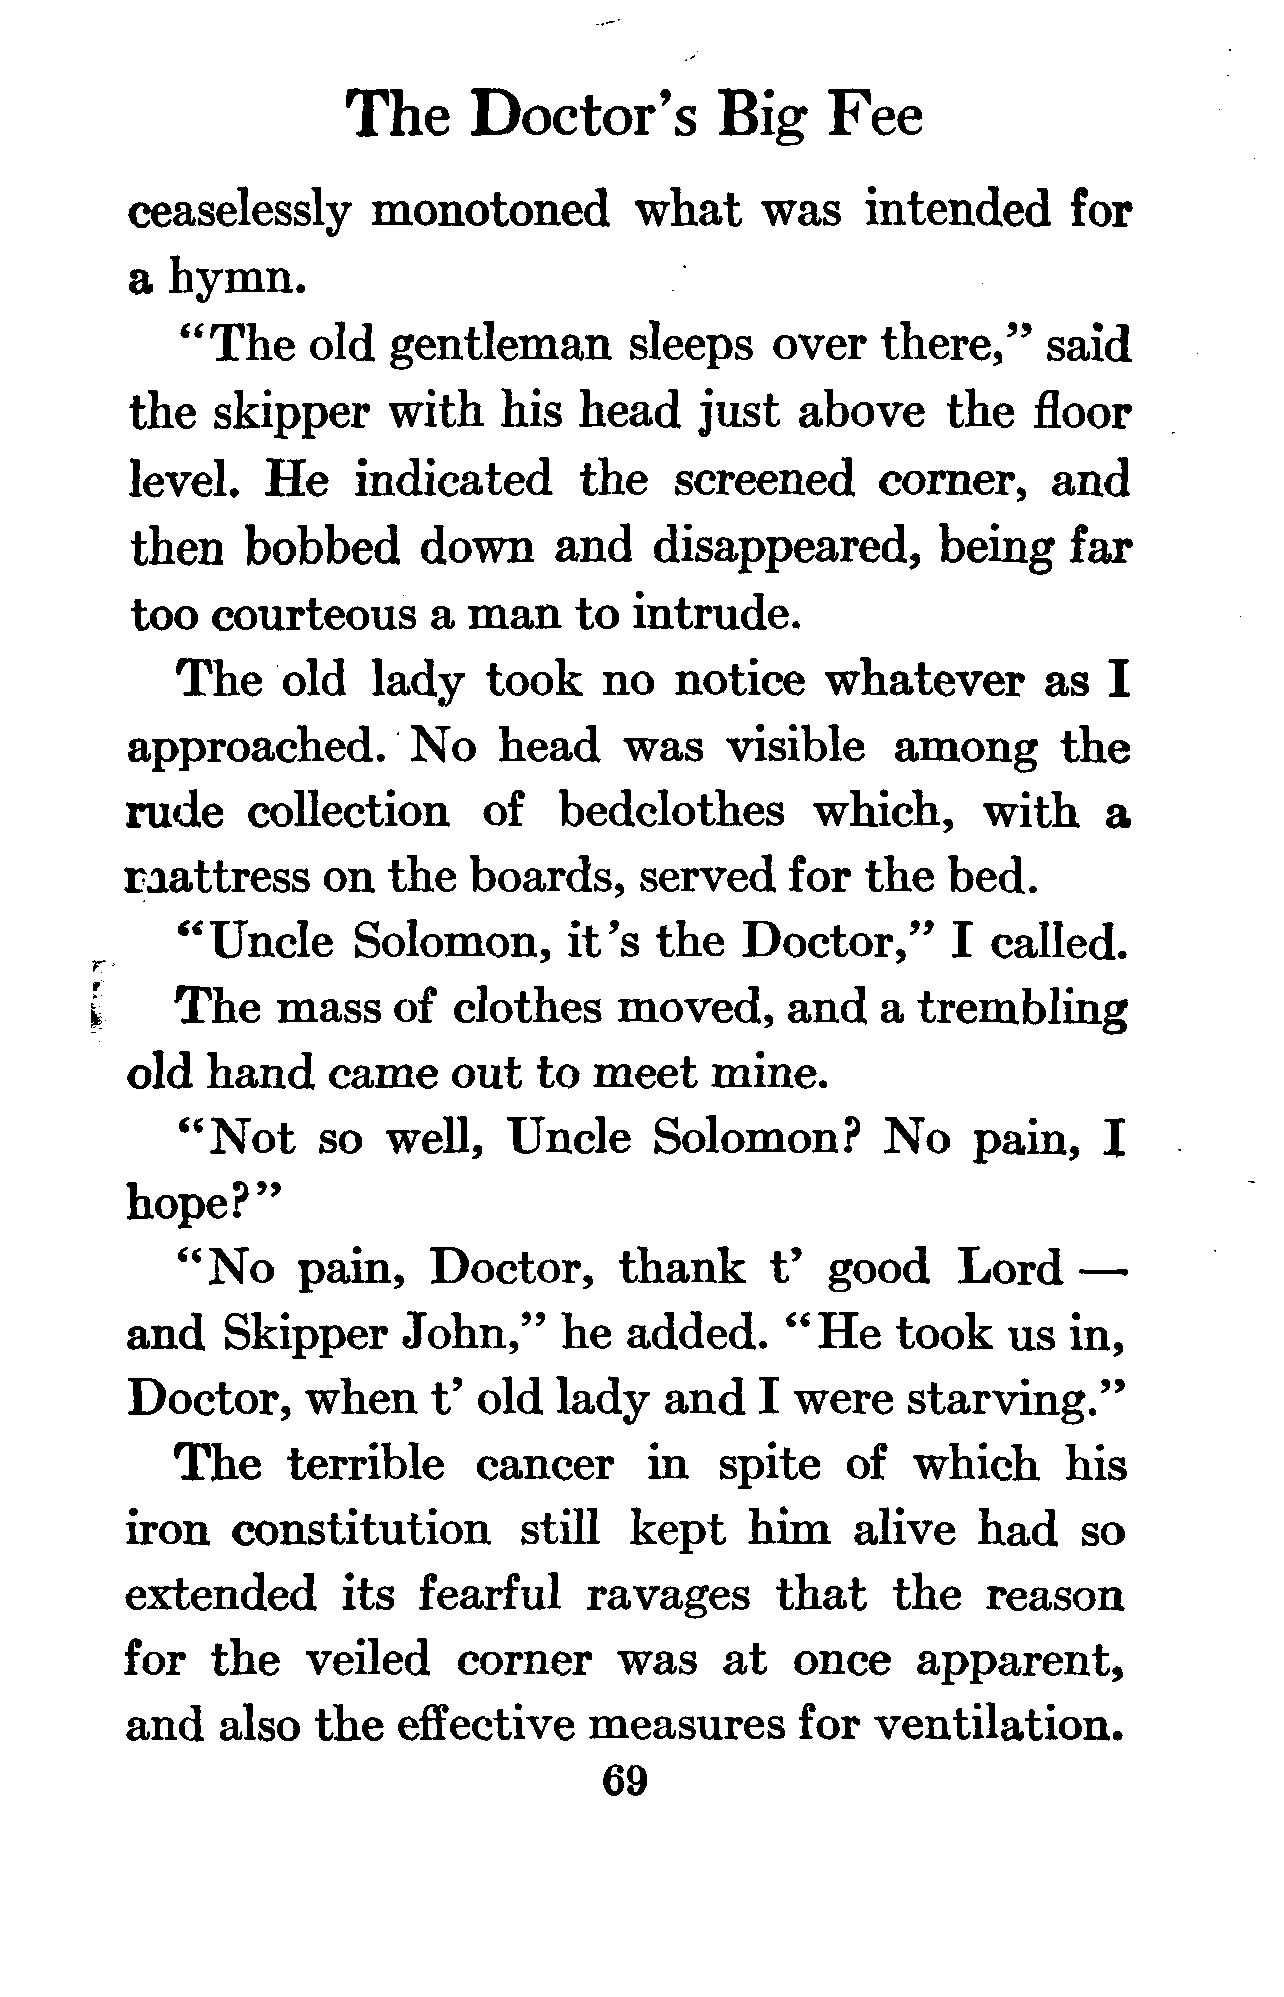 The Doctor's Big Fee
ceaselessly monotoned what was intended for
a hymn.
"The old gentleman sleeps over there," said
the skipper with his head just above the floor
level. He indicated the screened corner, and
then bobbed down and disappeared, being far
too courteous a man to intrude.
The old lady took no notice whatever as I
approached. No head was visible among the
rude collection of bedclothes which, with a
mattress on the boards, served for the bed.
"Uncle Solomon, it's the Doctor," I called.
The mass of clothes moved, and a trembling
old hand came out to meet mine.
"Not so well, Uncle Solomon? No pain, I
hope?"
"No pain, Doctor, thank t' good Lord —
and Skipper John," he added. "He took us in,
Doctor, when t' old lady and I were starving."
The terrible cancer in spite of which his
iron constitution still kept him alive had so
extended its fearful ravages that the reason
for the veiled corner was at once apparent,
and also the effective measures for ventilation.
69